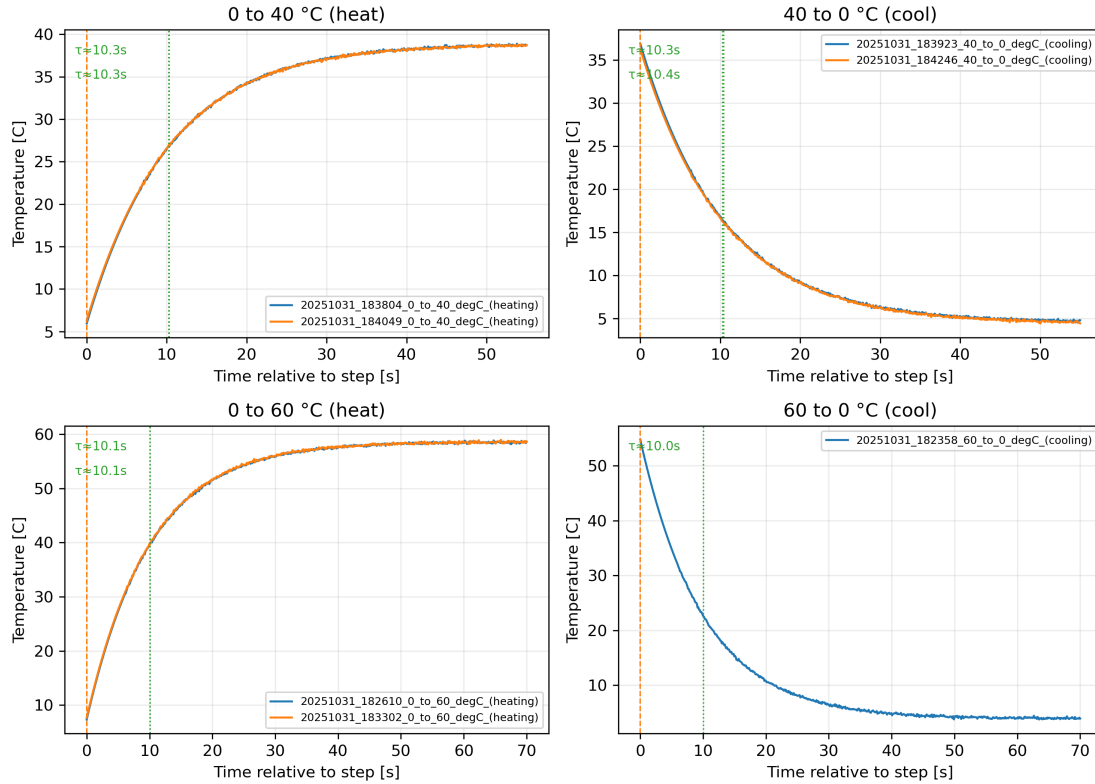 0 to 40 °C (heat)
τ≈10.3s
τ≈10.3s
Temperature [C]
40
35
30
25
20
15
10
5
20251031_183804_0_to_40_degC_(heating)
20251031_184049_0_to_40_degC_(heating)
0 10 20 30 40 50
Time relative to step [s]
40 to 0 °C (cool)
τ≈10.3s
τ≈10.4s
20251031_183923_40_to_0_degC_(cooling)
20251031_184246_40_to_0_degC_(cooling)
Temperature [C]
35
30
25
20
15
10
5
0 10 20 30 40 50
Time relative to step [s]
0 to 60 °C (heat)
τ≈10.1s
τ≈10.1s
Temperature [C]
60
50
40
30
20
10
20251031_182610_0_to_60_degC_(heating)
20251031_183302_0_to_60_degC_(heating)
0 10 20 30 40 50 60 70
Time relative to step [s]
60 to 0 °C (cool)
τ≈10.0s
20251031_182358_60_to_0_degC_(cooling)
Temperature [C]
50
40
30
20
10
0 10 20 30 40 50 60 70
Time relative to step [s]